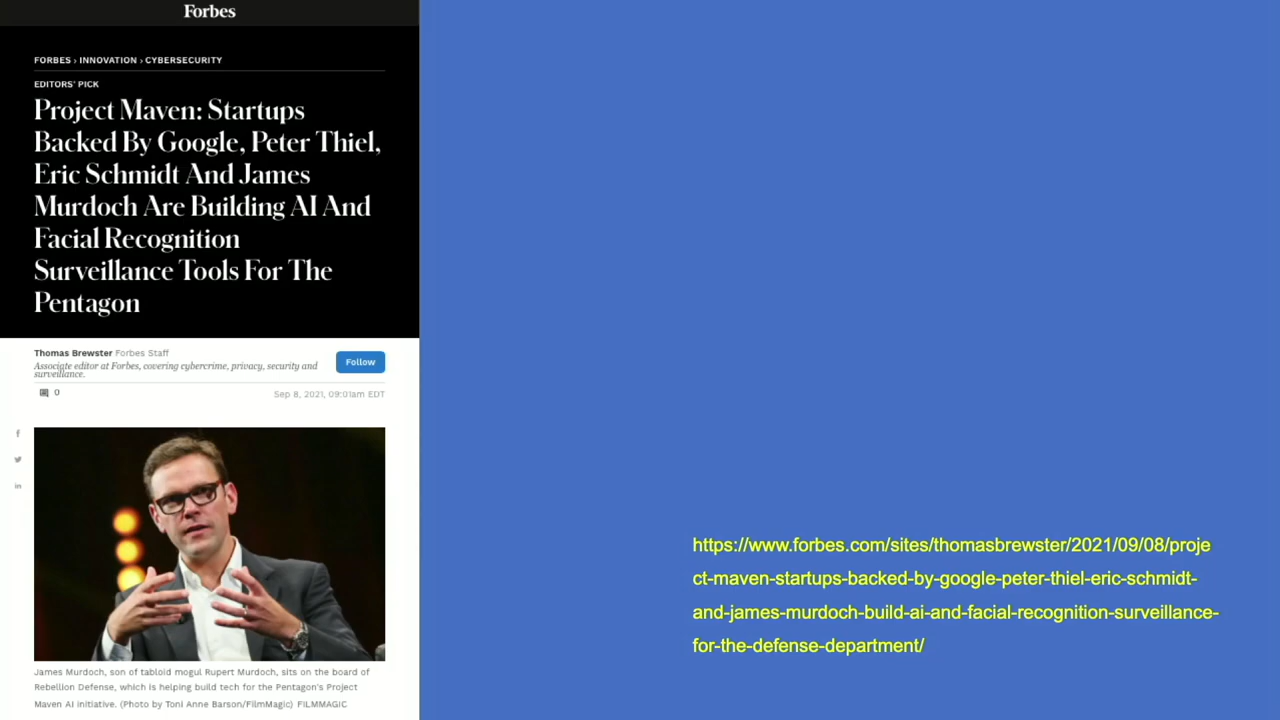 Forbes
FORBES › INNOVATION › CYBERSECURITY
EDITORS' PICK
Project Maven: Startups
Backed By Google, Peter Thiel,
Eric Schmidt And James
Murdoch Are Building AI And
Facial Recognition
Surveillance Tools For The
Pentagon
Thomas Brewster Forbes Staff
Associate editor at Forbes, covering cybercrime, privacy, security and
surveillance.
Follow
0
Sep 8, 2021, 09:01am EDT
f
in
James Murdoch, son of tabloid mogul Rupert Murdoch, sits on the board of
Rebellion Defense, which is helping build tech for the Pentagon's Project
Maven AI initiative. (Photo by Toni Anne Barson/FilmMagic) FILMMAGIC
https://www.forbes.com/sites/thomasbrewster/2021/09/08/proje
ct-maven-startups-backed-by-google-peter-thiel-eric-schmidt-
and-james-murdoch-build-ai-and-facial-recognition-surveillance-
for-the-defense-department/